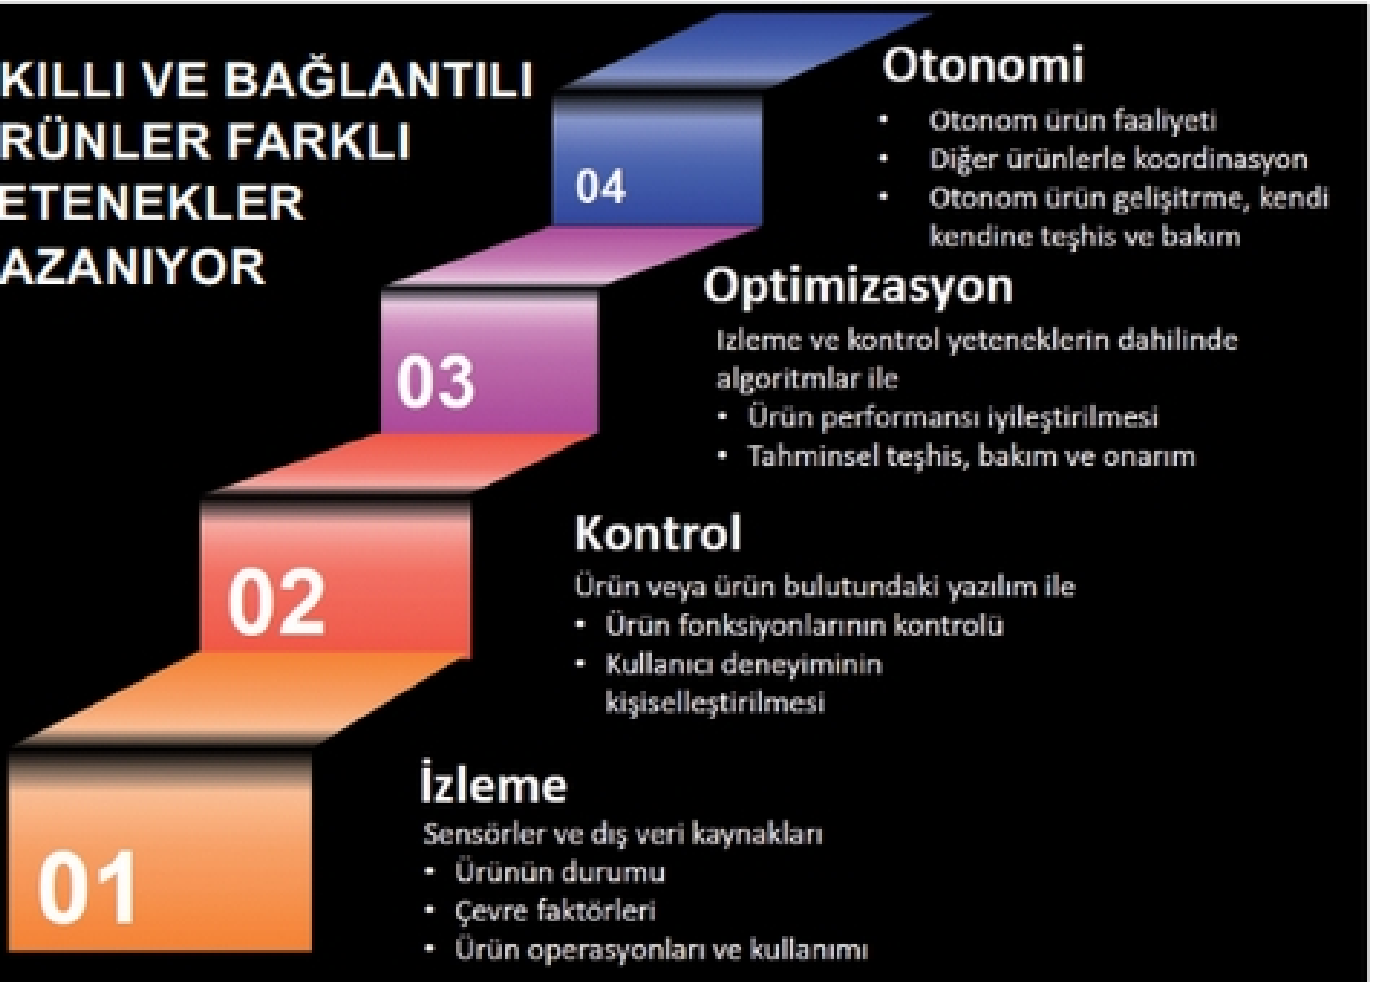 KILLI VE BAĞLANTILI
RÜNLER FARKLI
ETENEKLER
AZANIYOR
04
Otonomi
• Otonom ürün faaliyeti
• Diğer ürünlerle koordinasyon
• Otonom ürün gelişitrme, kendi
kendine teşhis ve bakım
03
Optimizasyon
Izleme ve kontrol yeteneklerin dahilinde
algoritmlar ile
• Ürün performansı iyileştirilmesi
• Tahminsel teşhis, bakım ve onarım
02
Kontrol
Ürün veya ürün bulutundaki yazılım ile
• Ürün fonksiyonlarının kontrolü
• Kullanıcı deneyiminin
kişiselleştirilmesi
01
İzleme
Sensörler ve dış veri kaynakları
• Ürünün durumu
• Çevre faktörleri
• Ürün operasyonları ve kullanımı